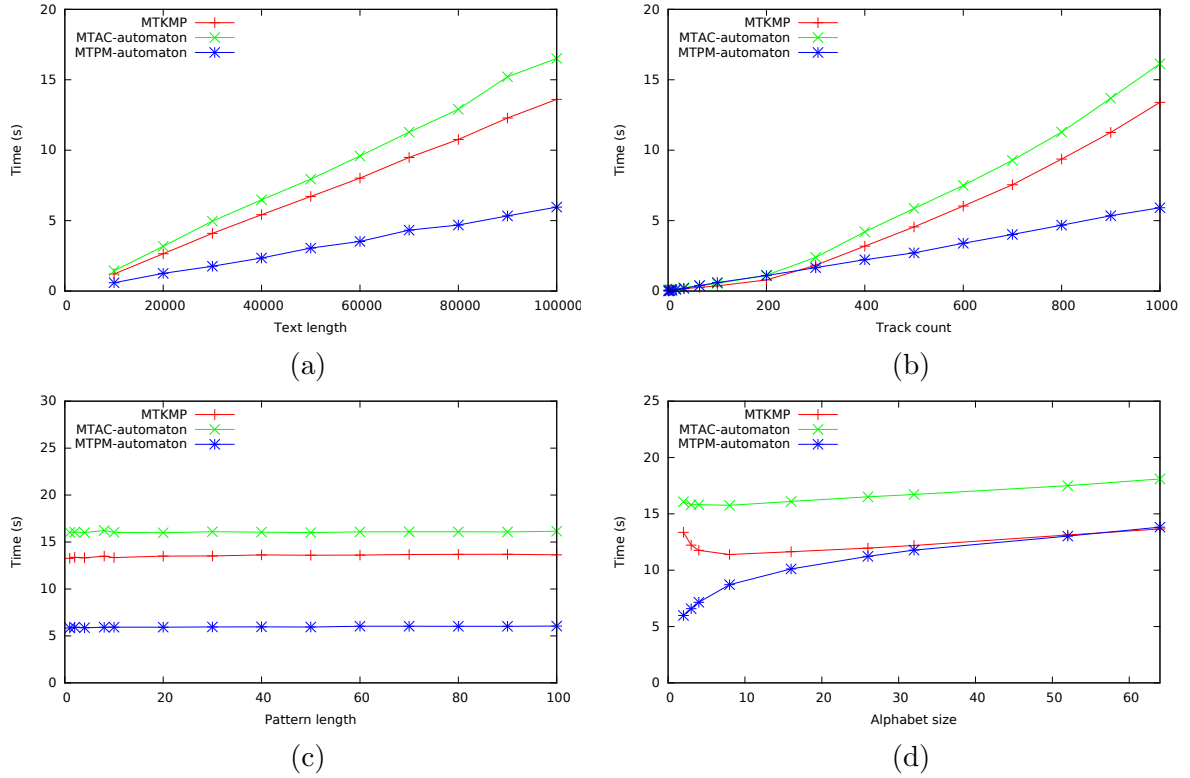 20
15
10
5
0
Time (s)
MTKMP
MTAC-automaton
MTPM-automaton
0 20000 40000 60000 80000 100000
Text length
(a)
20
15
10
5
0
Time (s)
MTKMP
MTAC-automaton
MTPM-automaton
0 200 400 600 800 1000
Track count
(b)
30
25
20
15
10
5
0
Time (s)
MTKMP
MTAC-automaton
MTPM-automaton
0 20 40 60 80 100
Pattern length
(c)
25
20
15
10
5
0
Time (s)
MTKMP
MTAC-automaton
MTPM-automaton
0 10 20 30 40 50 60
Alphabet size
(d)